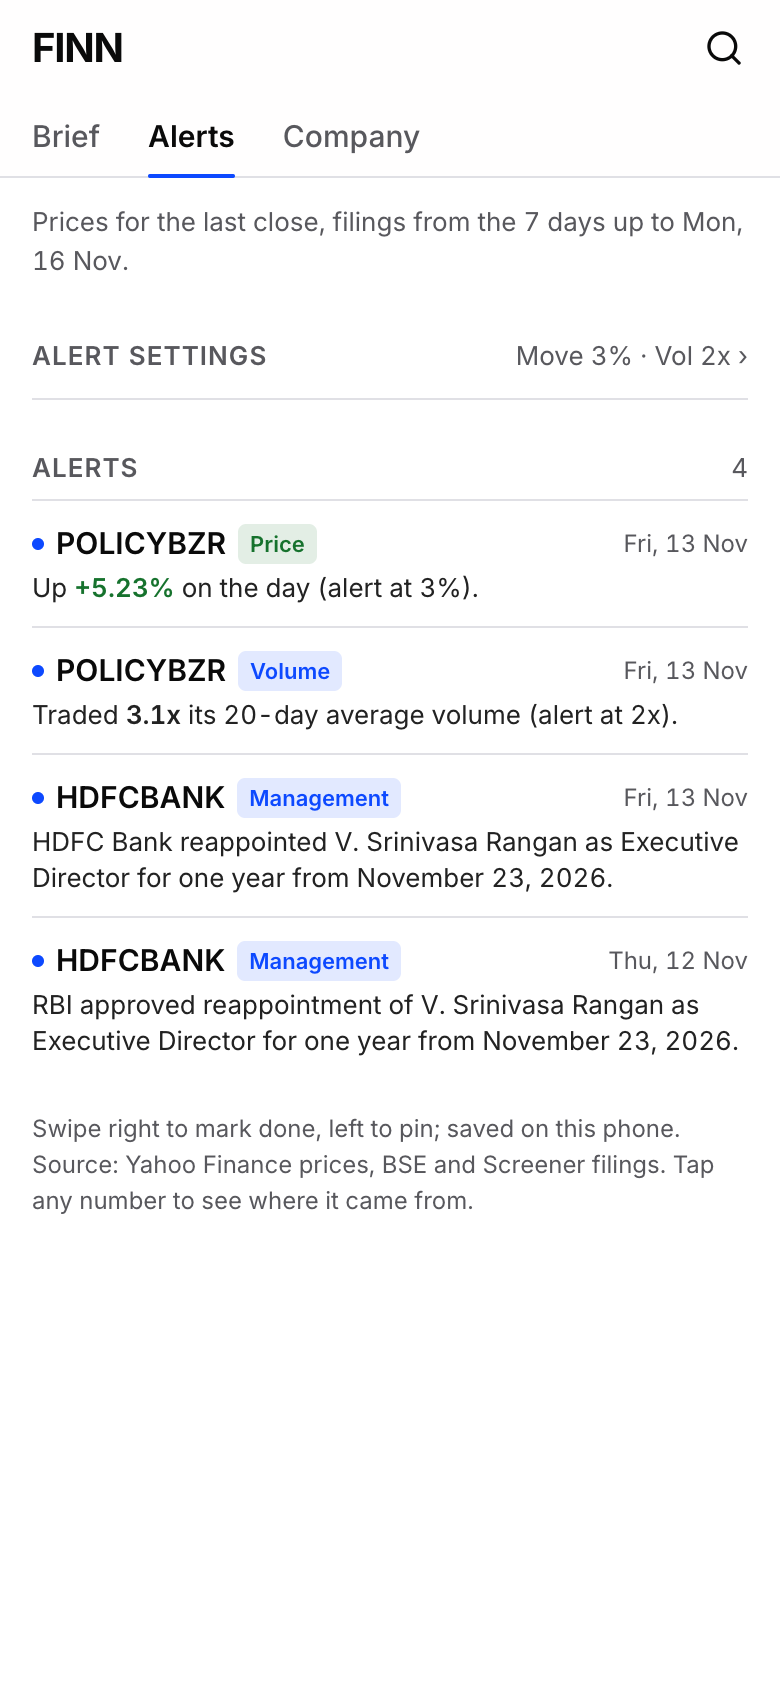 FINN
Brief Alerts Company
Prices for the last close, filings from the 7 days up to Mon,
16 Nov.
ALERT SETTINGS Move 3% · Vol 2x ›
ALERTS 4
POLICYBZR Price Fri, 13 Nov
Up +5.23% on the day (alert at 3%).
POLICYBZR Volume Fri, 13 Nov
Traded 3.1x its 20-day average volume (alert at 2x).
HDFCBANK Management Fri, 13 Nov
HDFC Bank reappointed V. Srinivasa Rangan as Executive
Director for one year from November 23, 2026.
HDFCBANK Management Thu, 12 Nov
RBI approved reappointment of V. Srinivasa Rangan as
Executive Director for one year from November 23, 2026.
Swipe right to mark done, left to pin; saved on this phone.
Source: Yahoo Finance prices, BSE and Screener filings. Tap
any number to see where it came from.